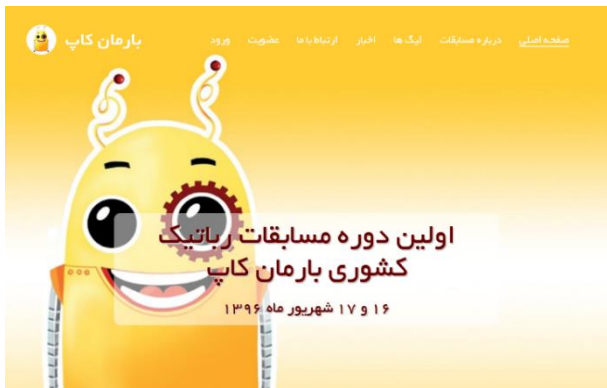 صفحه اصلی درباره مسابقات لیگ ها اخبار ارتباط با ما عضویت ورود بارمان کاپ
اولین دوره مسابقات رباتیک
کشوری بارمان کاپ
۱۶ و ۱۷ شهریور ماه ۱۳۹۶